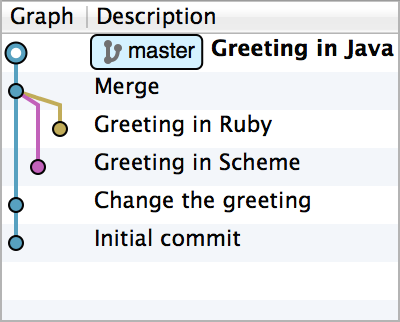 Graph Description
master Greeting in Java
Merge
Greeting in Ruby
Greeting in Scheme
Change the greeting
Initial commit